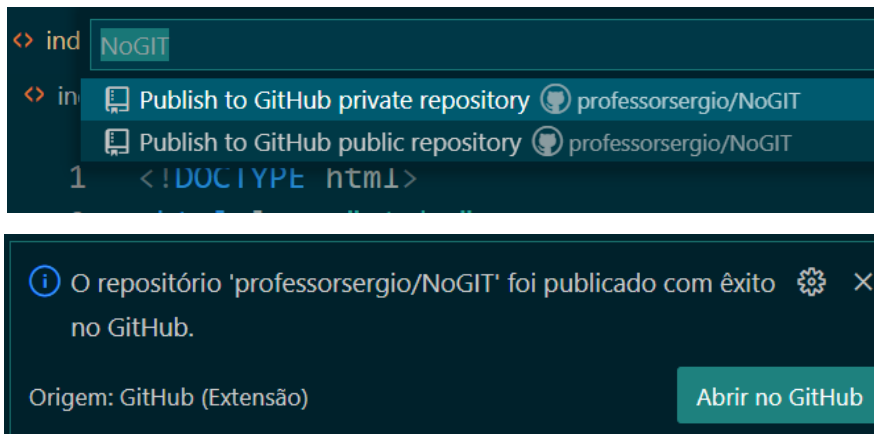 <> ind NoGIT
<> in Publish to GitHub private repository professorsergio/NoGIT
Publish to GitHub public repository professorsergio/NoGIT
1 <!DOCTYPE html>
O repositório 'professorsergio/NoGIT' foi publicado com êxito
no GitHub.
Origem: GitHub (Extensão)
Abrir no GitHub